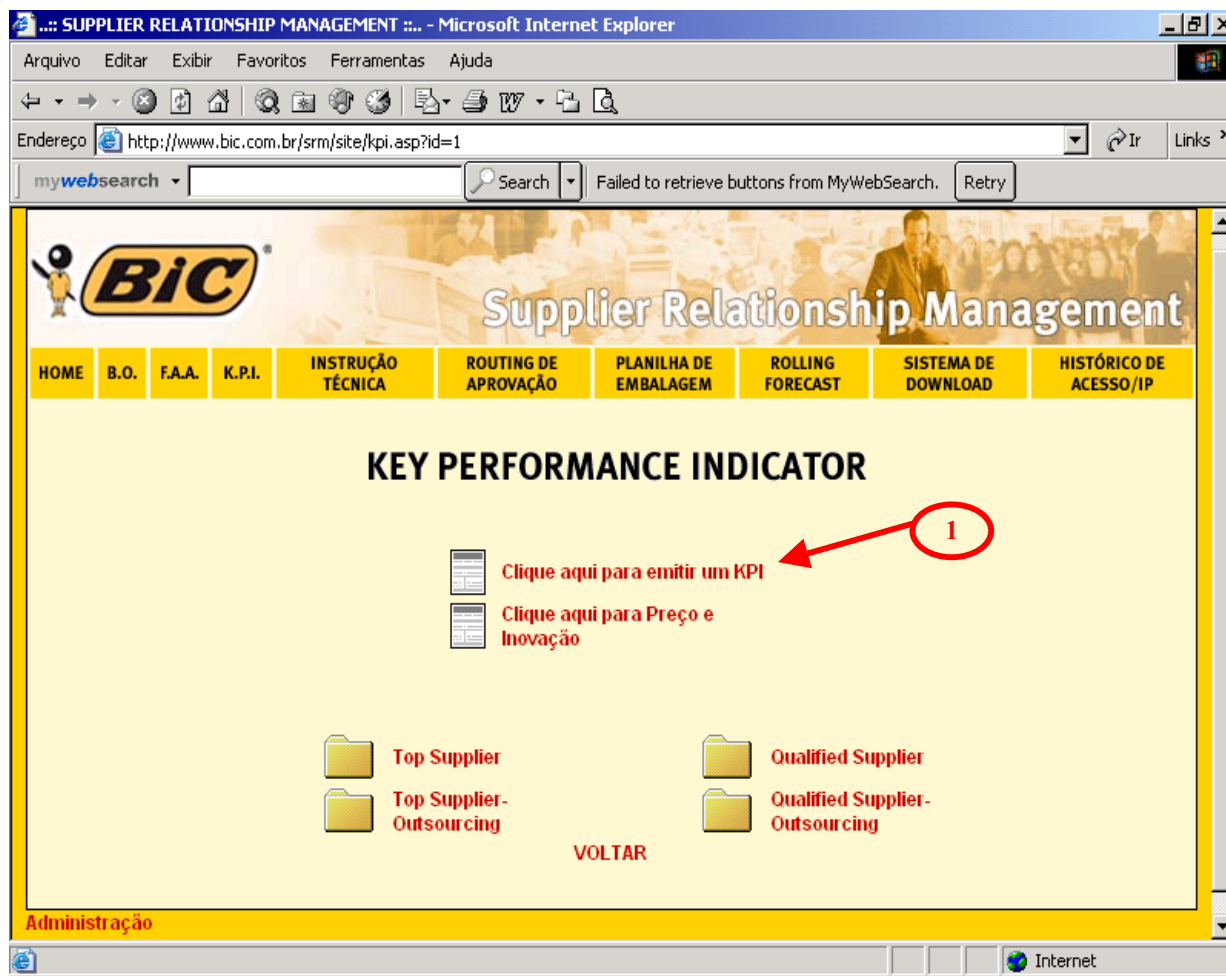 ..:: SUPPLIER RELATIONSHIP MANAGEMENT ::.. - Microsoft Internet Explorer
Arquivo Editar Exibir Favoritos Ferramentas Ajuda
Endereço http://www.bic.com.br/srm/site/kpi.asp?id=1 Ir Links
mywebsearch Search Failed to retrieve buttons from MyWebSearch. Retry
BiC
Supplier Relationship Management
HOME B.O. F.A.A. K.P.I. INSTRUÇÃO TÉCNICA ROUTING DE APROVAÇÃO PLANILHA DE EMBALAGEM ROLLING FORECAST SISTEMA DE DOWNLOAD HISTÓRICO DE ACESSO/IP
KEY PERFORMANCE INDICATOR
1
Clique aqui para emitir um KPI
Clique aqui para Preço e
Inovação
Top Supplier Qualified Supplier
Top Supplier-
Outsourcing
Qualified Supplier-
Outsourcing
VOLTAR
Administração
Internet